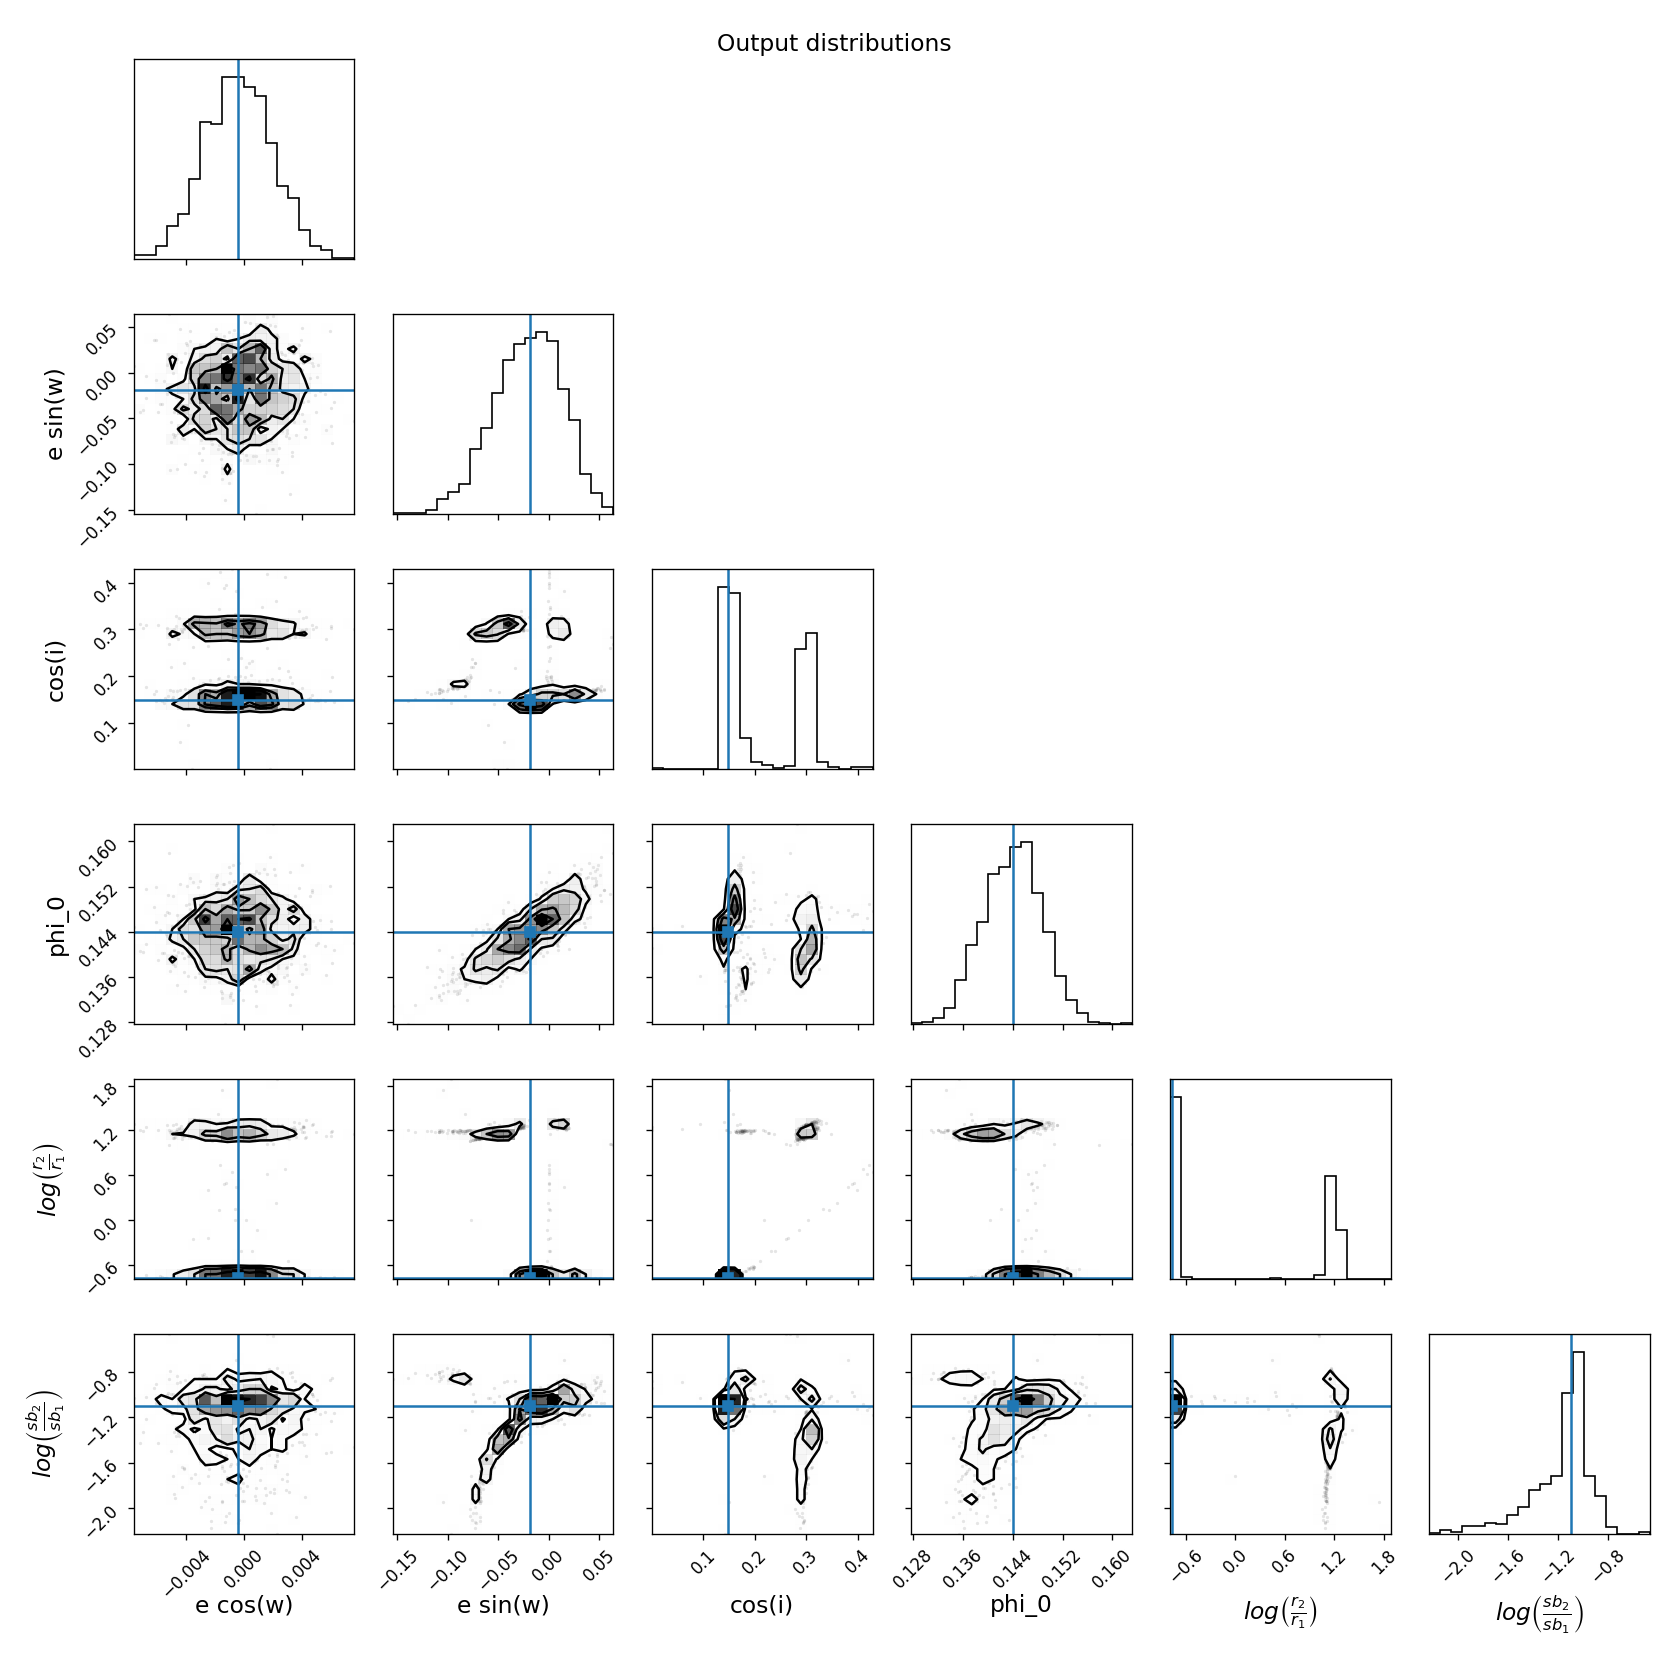 Output distributions
0.05
0.00
−0.05
−0.10
−0.15
e sin(w)
0.4
0.3
0.2
0.1
cos(i)
0.160
0.152
0.144
0.136
0.128
phi_0
1.8
1.2
0.6
0.0
−0.6
log(r2/r1)
−0.8
−1.2
−1.6
−2.0
log(sb2/sb1)
−0.004 0.000 0.004
e cos(w)
−0.15 −0.10 −0.05 0.00 0.05
e sin(w)
0.1 0.2 0.3 0.4
cos(i)
0.128 0.136 0.144 0.152 0.160
phi_0
−0.6 0.0 0.6 1.2 1.8
log(r2/r1)
−2.0 −1.6 −1.2 −0.8
log(sb2/sb1)